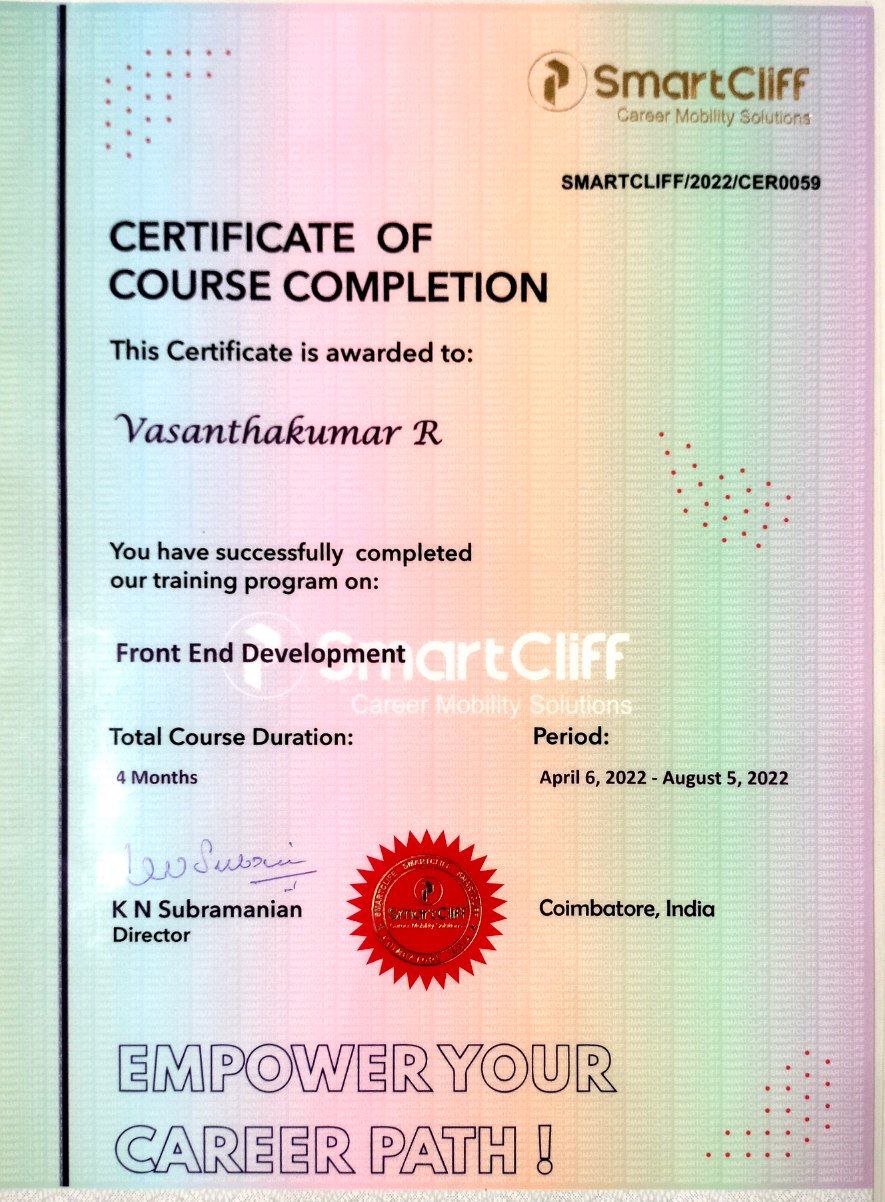 SmartCliff
Career Mobility Solutions
SMARTCLIFF/2022/CER0059
CERTIFICATE OF
COURSE COMPLETION
This Certificate is awarded to:
Vasanthakumar R
You have successfully completed
our training program on:
SmartCliff
Front End Development
Career Mobility Solutions
Total Course Duration:
Period:
4 Months
April 6, 2022 - August 5, 2022
SmartCliff
Career Mobility Solutions
K N Subramanian
Director
Coimbatore, India
EMPOWER YOUR
CAREER PATH !